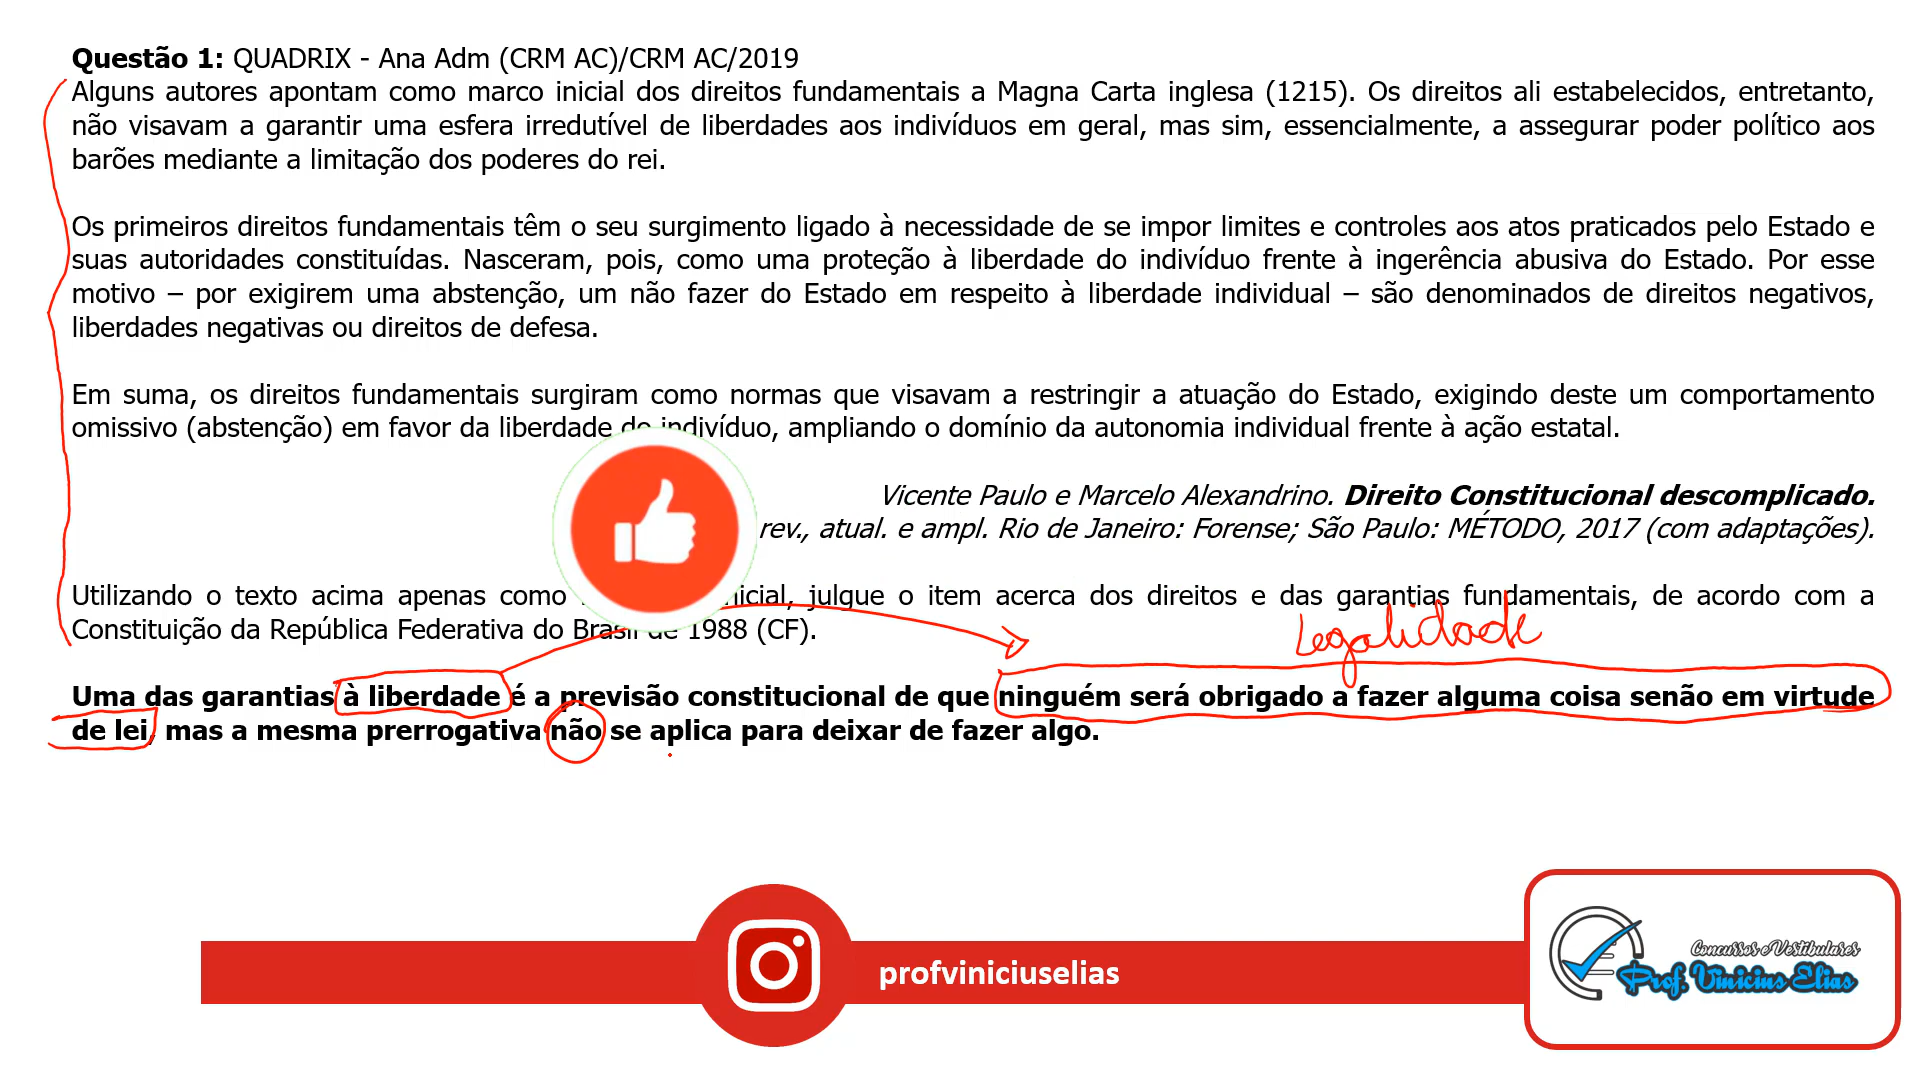 Questão 1: QUADRIX - Ana Adm (CRM AC)/CRM AC/2019
Alguns autores apontam como marco inicial dos direitos fundamentais a Magna Carta inglesa (1215). Os direitos ali estabelecidos, entretanto,
não visavam a garantir uma esfera irredutível de liberdades aos indivíduos em geral, mas sim, essencialmente, a assegurar poder político aos
barões mediante a limitação dos poderes do rei.
Os primeiros direitos fundamentais têm o seu surgimento ligado à necessidade de se impor limites e controles aos atos praticados pelo Estado e
suas autoridades constituídas. Nasceram, pois, como uma proteção à liberdade do indivíduo frente à ingerência abusiva do Estado. Por esse
motivo – por exigirem uma abstenção, um não fazer do Estado em respeito à liberdade individual – são denominados de direitos negativos,
liberdades negativas ou direitos de defesa.
Em suma, os direitos fundamentais surgiram como normas que visavam a restringir a atuação do Estado, exigindo deste um comportamento
omissivo (abstenção) em favor da liberdade do indivíduo, ampliando o domínio da autonomia individual frente à ação estatal.
Vicente Paulo e Marcelo Alexandrino. Direito Constitucional descomplicado.
rev., atual. e ampl. Rio de Janeiro: Forense; São Paulo: MÉTODO, 2017 (com adaptações).
Utilizando o texto acima apenas como julgue o item acerca dos direitos e das garantias fundamentais, de acordo com a
Constituição da República Federativa do Brasil de 1988 (CF).
Legalidade
Uma das garantias à liberdade é a previsão constitucional de que ninguém será obrigado a fazer alguma coisa senão em virtude
de lei, mas a mesma prerrogativa não se aplica para deixar de fazer algo.
profviniciuselias
Concursos e Vestibulares
Prof. Vinicius Elias